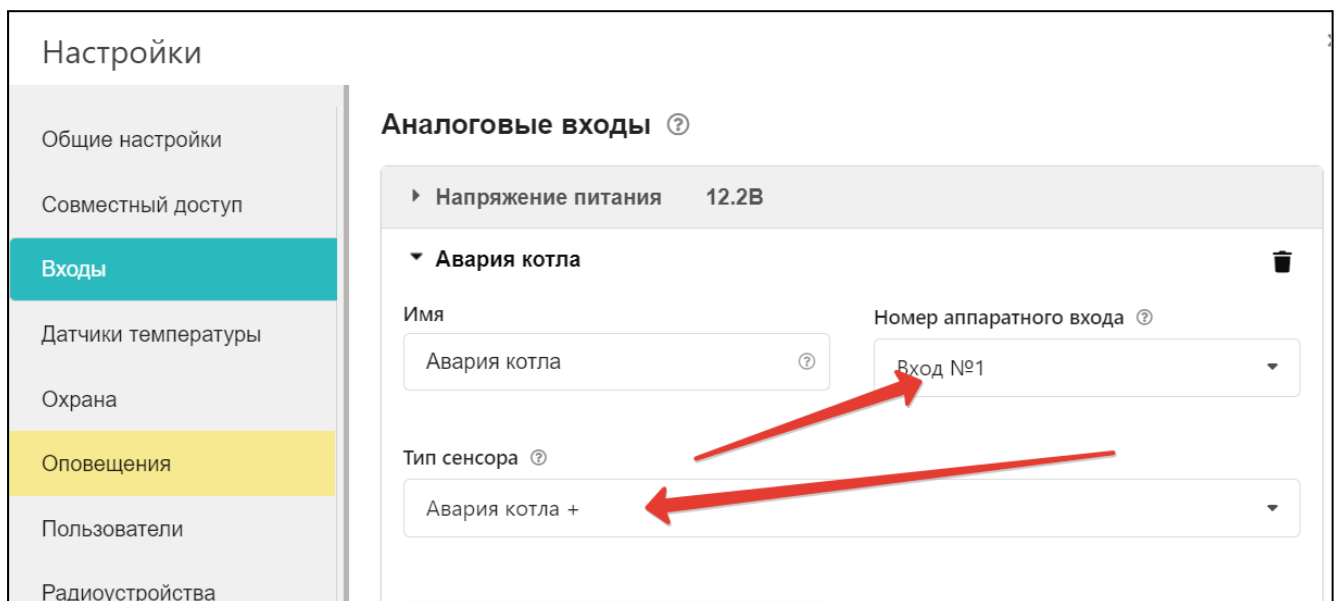 Настройки
Общие настройки
Совместный доступ
Входы
Датчики температуры
Охрана
Оповещения
Пользователи
Радиоустройства
Аналоговые входы
Напряжение питания 12.2В
Авария котла
Имя
Авария котла
Номер аппаратного входа
Вход №1
Тип сенсора
Авария котла +